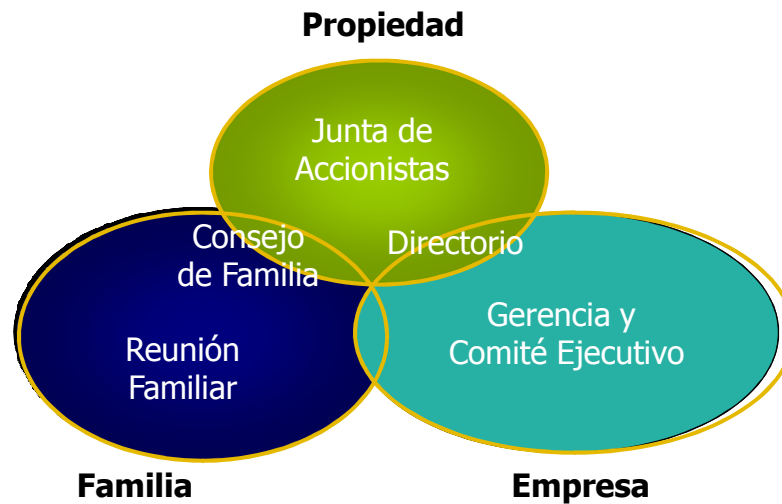 Propiedad
Junta de
Accionistas
Consejo
de Familia
Directorio
Reunión
Familiar
Gerencia y
Comité Ejecutivo
Familia
Empresa